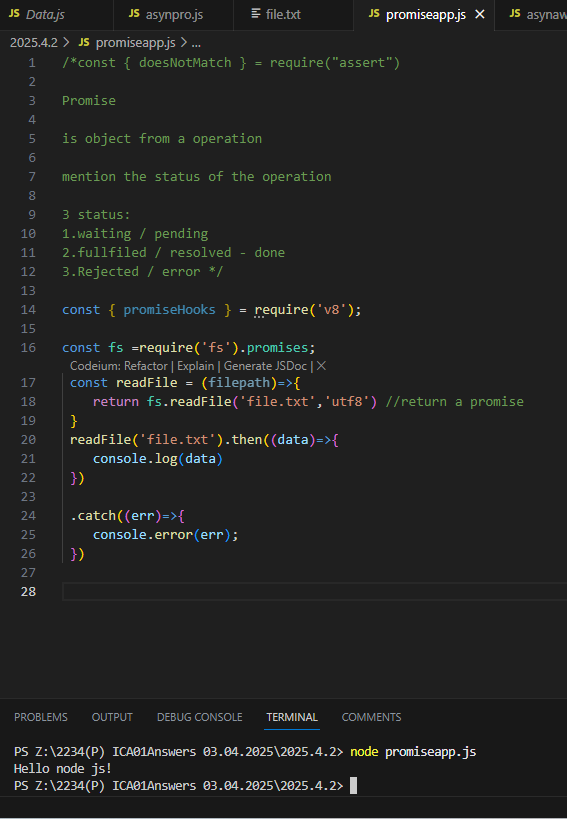 JS Data.js JS asynpro.js file.txt JS promiseapp.js × JS asynaw
2025.4.2 > JS promiseapp.js > ...
1 /*const { doesNotMatch } = require("assert")
2
3 Promise
4
5 is object from a operation
6
7 mention the status of the operation
8
9 3 status:
10 1.waiting / pending
11 2.fullfiled / resolved - done
12 3.Rejected / error */
13
14 const { promiseHooks } = require('v8');
15
16 const fs =require('fs').promises;
Codeium: Refactor | Explain | Generate JSDoc | ×
17 const readFile = (filepath)=>{
18 return fs.readFile('file.txt','utf8') //return a promise
19 }
20 readFile('file.txt').then((data)=>{
21 console.log(data)
22 })
23
24 .catch((err)=>{
25 console.error(err);
26 })
27
28
PROBLEMS OUTPUT DEBUG CONSOLE TERMINAL COMMENTS
PS Z:\2234(P) ICA01Answers 03.04.2025\2025.4.2> node promiseapp.js
Hello node js!
PS Z:\2234(P) ICA01Answers 03.04.2025\2025.4.2>